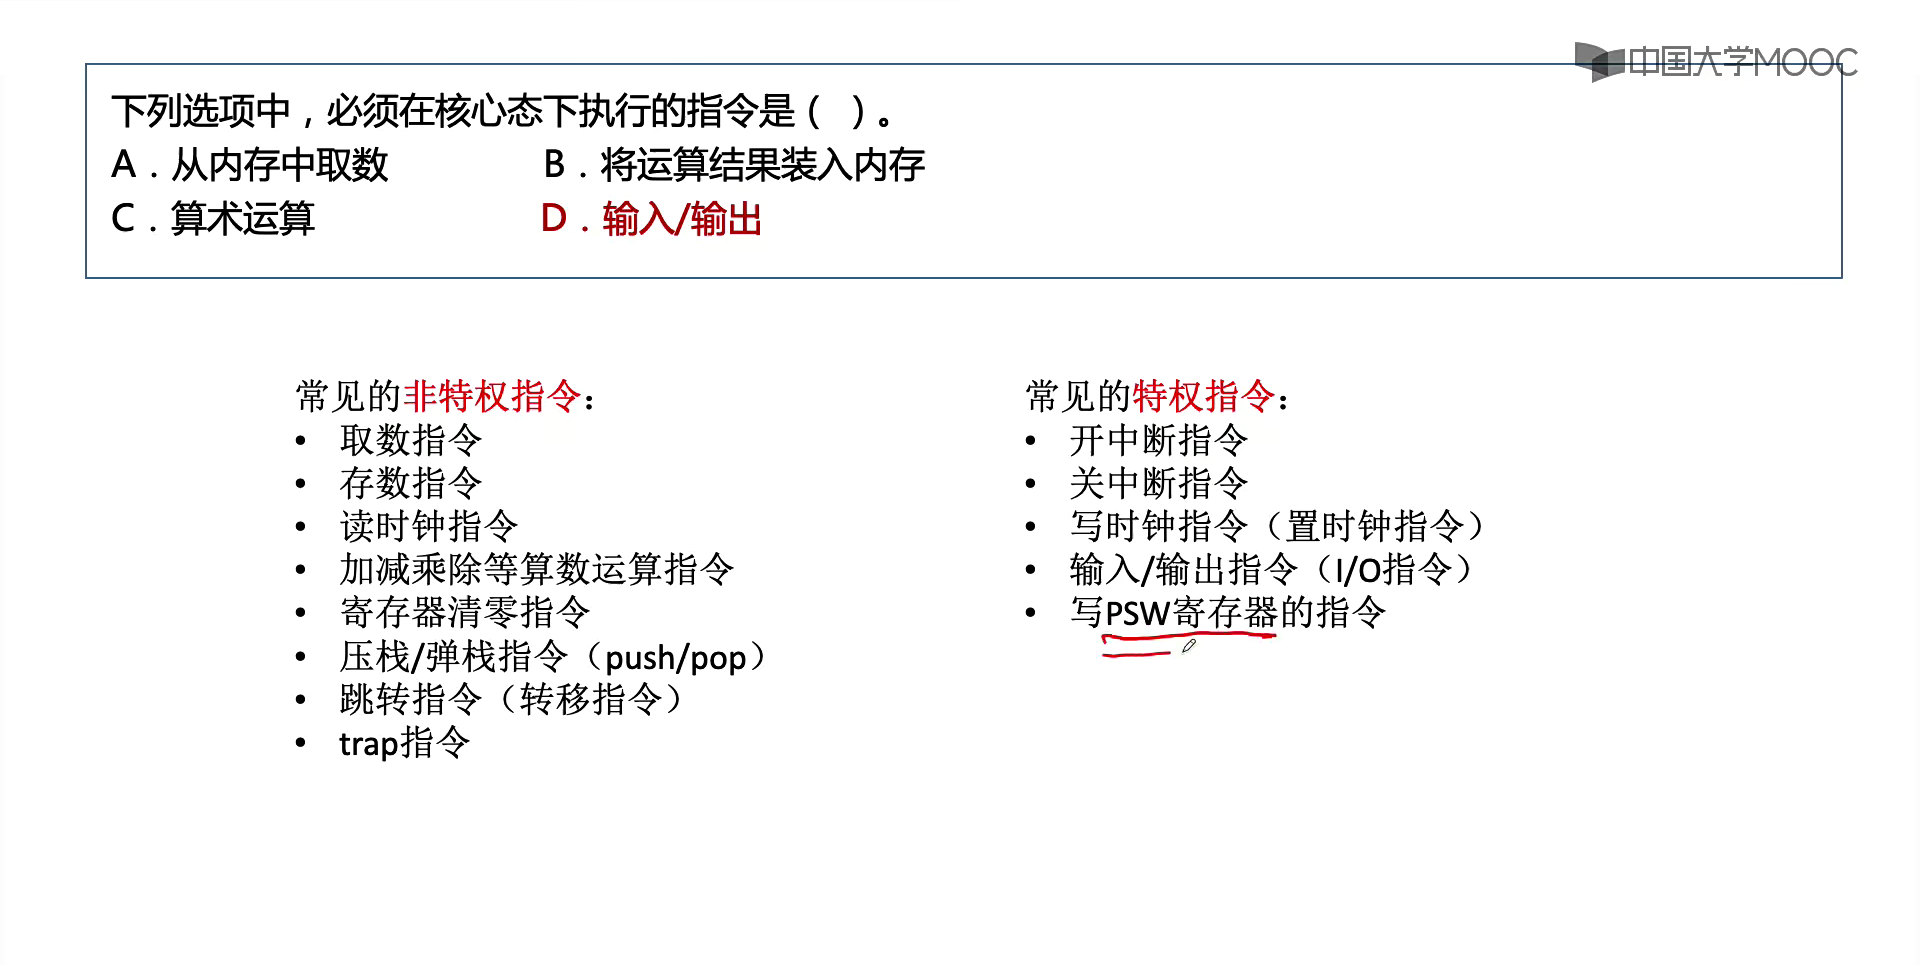 中国大学MOOC
下列选项中，必须在核心态下执行的指令是（ ）。
A．从内存中取数 B．将运算结果装入内存
C．算术运算 D．输入/输出
常见的非特权指令：
• 取数指令
• 存数指令
• 读时钟指令
• 加减乘除等算数运算指令
• 寄存器清零指令
• 压栈/弹栈指令（push/pop）
• 跳转指令（转移指令）
• trap指令
常见的特权指令：
• 开中断指令
• 关中断指令
• 写时钟指令（置时钟指令）
• 输入/输出指令（I/O指令）
• 写PSW寄存器的指令